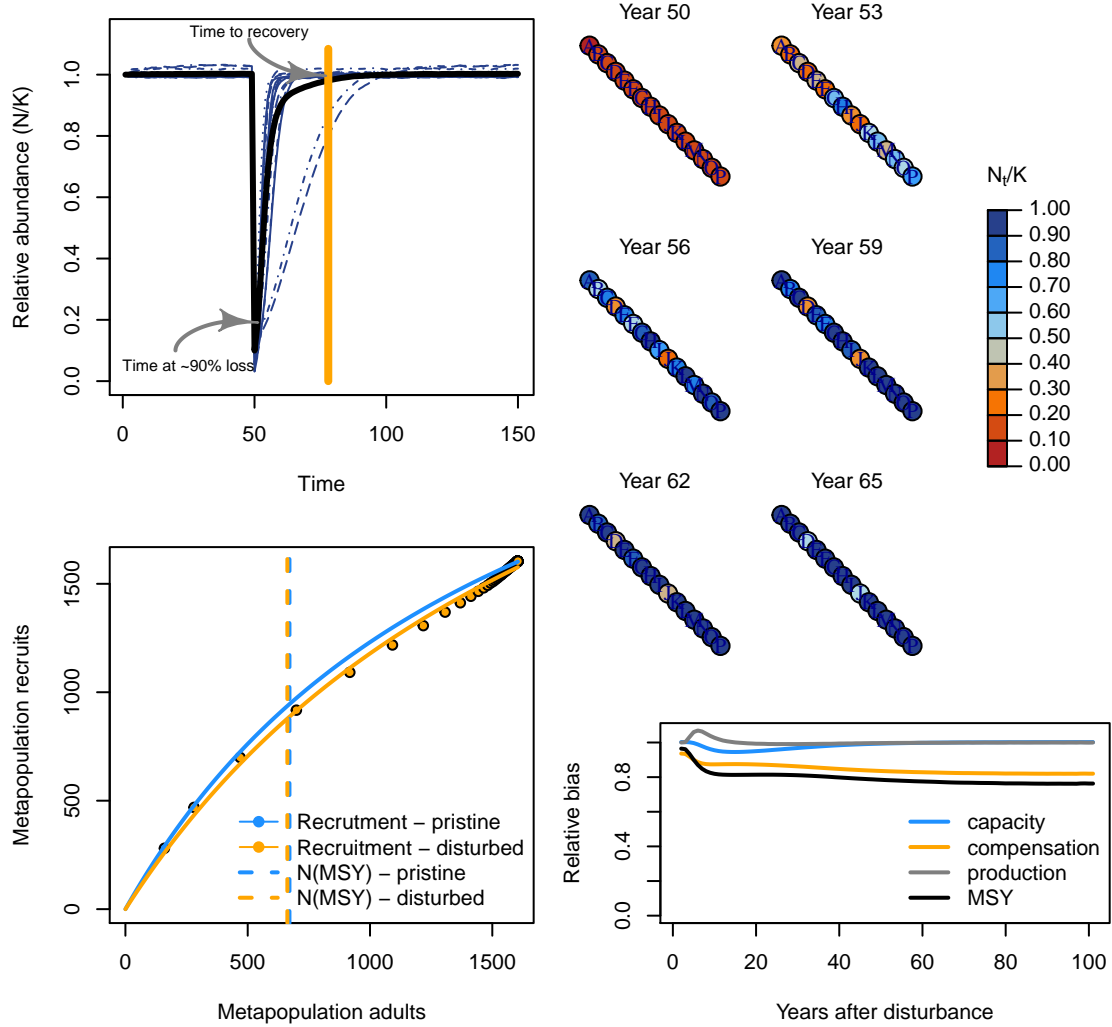 Time to recovery
Time at ~90% loss
Relative abundance (N/K)
0.0
0.2
0.4
0.6
0.8
1.0
0
50
100
150
Time
Year 50
Year 53
Year 56
Year 59
Year 62
Year 65
Nt/K
1.00
0.90
0.80
0.70
0.60
0.50
0.40
0.30
0.20
0.10
0.00
Metapopulation recruits
0
500
1000
1500
Recrutment – pristine
Recruitment – disturbed
N(MSY) – pristine
N(MSY) – disturbed
0
500
1000
1500
Metapopulation adults
Relative bias
0.0
0.4
0.8
capacity
compensation
production
MSY
0
20
40
60
80
100
Years after disturbance